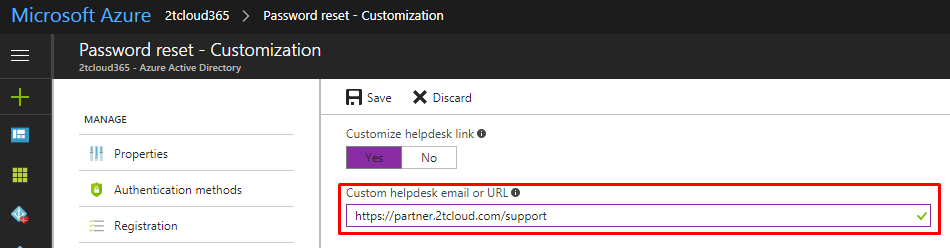 Microsoft Azure 2tcloud365 > Password reset - Customization
Password reset - Customization
2tcloud365 - Azure Active Directory
Save Discard
MANAGE
Customize helpdesk link
Properties
Yes No
Authentication methods
Custom helpdesk email or URL
Registration
https://partner.2tcloud.com/support